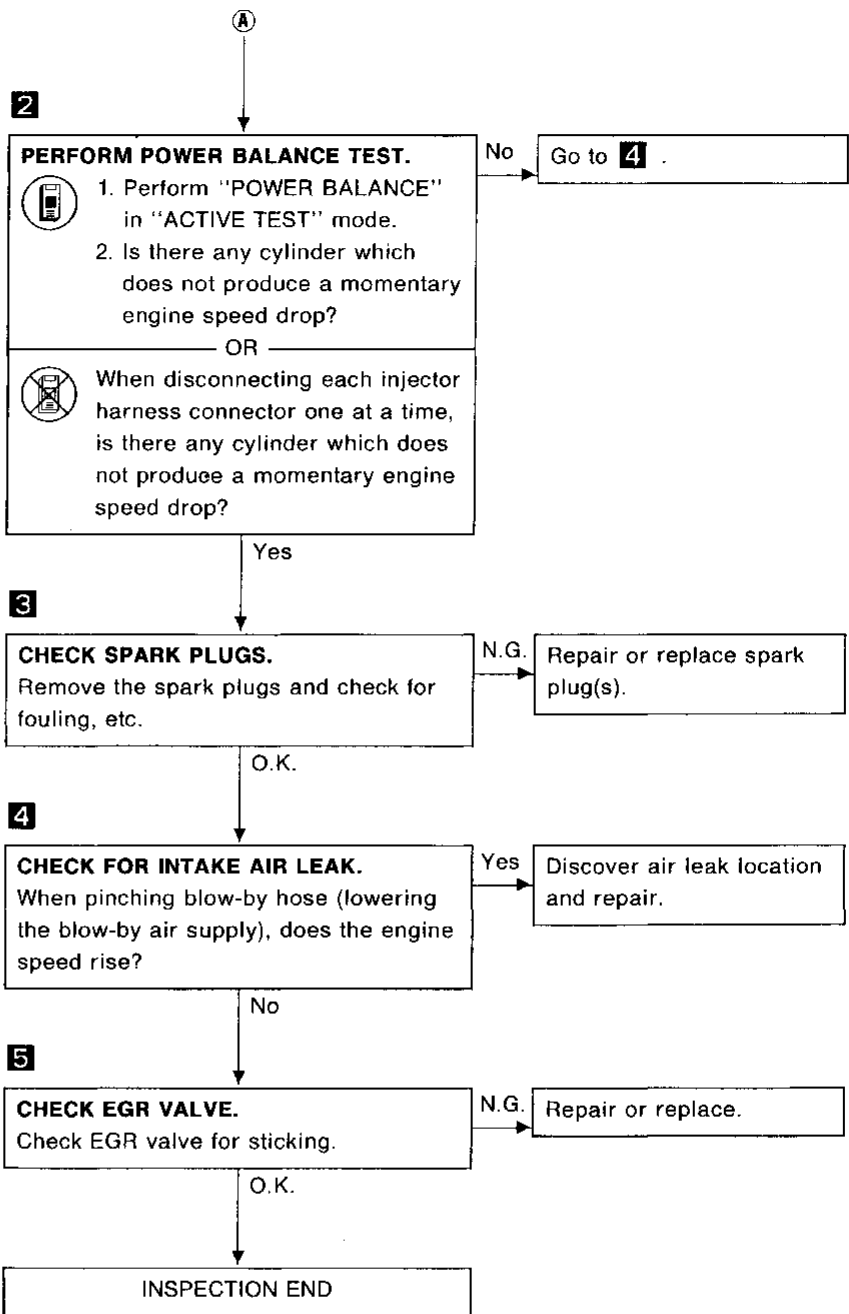 A
2
PERFORM POWER BALANCE TEST.
1. Perform "POWER BALANCE"
in "ACTIVE TEST" mode.
2. Is there any cylinder which
does not produce a momentary
engine speed drop?
OR
When disconnecting each injector
harness connector one at a time,
is there any cylinder which does
not produce a momentary engine
speed drop?
No
Go to 4 .
Yes
3
CHECK SPARK PLUGS.
Remove the spark plugs and check for
fouling, etc.
N.G.
Repair or replace spark
plug(s).
O.K.
4
CHECK FOR INTAKE AIR LEAK.
When pinching blow-by hose (lowering
the blow-by air supply), does the engine
speed rise?
Yes
Discover air leak location
and repair.
No
5
CHECK EGR VALVE.
Check EGR valve for sticking.
N.G.
Repair or replace.
O.K.
INSPECTION END